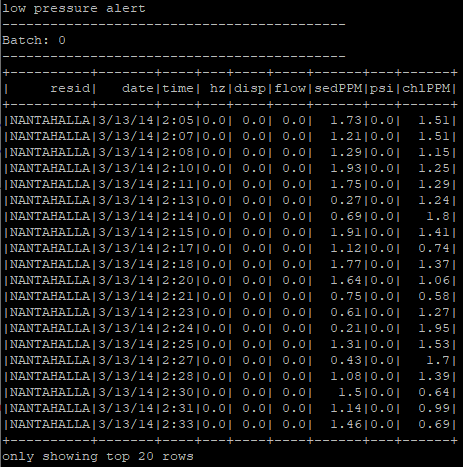 low pressure alert
-------------------------------------------
Batch: 0
-------------------------------------------
+----------+-------+----+---+----+----+------+---+------+
|     resid|   date|time| hz|disp|flow|sedPPM|psi|chlPPM|
+----------+-------+----+---+----+----+------+---+------+
|NANTAHALLA|3/13/14|2:05|0.0| 0.0| 0.0|  1.73|0.0|  1.51|
|NANTAHALLA|3/13/14|2:07|0.0| 0.0| 0.0|  1.21|0.0|  1.51|
|NANTAHALLA|3/13/14|2:08|0.0| 0.0| 0.0|  1.29|0.0|  1.15|
|NANTAHALLA|3/13/14|2:10|0.0| 0.0| 0.0|  1.93|0.0|  1.25|
|NANTAHALLA|3/13/14|2:11|0.0| 0.0| 0.0|  1.75|0.0|  1.29|
|NANTAHALLA|3/13/14|2:13|0.0| 0.0| 0.0|  0.27|0.0|  1.24|
|NANTAHALLA|3/13/14|2:14|0.0| 0.0| 0.0|  0.69|0.0|   1.8|
|NANTAHALLA|3/13/14|2:15|0.0| 0.0| 0.0|  1.91|0.0|  1.41|
|NANTAHALLA|3/13/14|2:17|0.0| 0.0| 0.0|  1.12|0.0|  0.74|
|NANTAHALLA|3/13/14|2:18|0.0| 0.0| 0.0|  1.77|0.0|  1.37|
|NANTAHALLA|3/13/14|2:20|0.0| 0.0| 0.0|  1.64|0.0|  1.06|
|NANTAHALLA|3/13/14|2:21|0.0| 0.0| 0.0|  0.75|0.0|  0.58|
|NANTAHALLA|3/13/14|2:23|0.0| 0.0| 0.0|  0.61|0.0|  1.27|
|NANTAHALLA|3/13/14|2:24|0.0| 0.0| 0.0|  0.21|0.0|  1.95|
|NANTAHALLA|3/13/14|2:25|0.0| 0.0| 0.0|  1.31|0.0|  1.53|
|NANTAHALLA|3/13/14|2:27|0.0| 0.0| 0.0|  0.43|0.0|   1.7|
|NANTAHALLA|3/13/14|2:28|0.0| 0.0| 0.0|  1.08|0.0|  1.39|
|NANTAHALLA|3/13/14|2:30|0.0| 0.0| 0.0|   1.5|0.0|  0.64|
|NANTAHALLA|3/13/14|2:31|0.0| 0.0| 0.0|  1.14|0.0|  0.99|
|NANTAHALLA|3/13/14|2:33|0.0| 0.0| 0.0|  1.46|0.0|  0.69|
+----------+-------+----+---+----+----+------+---+------+
only showing top 20 rows